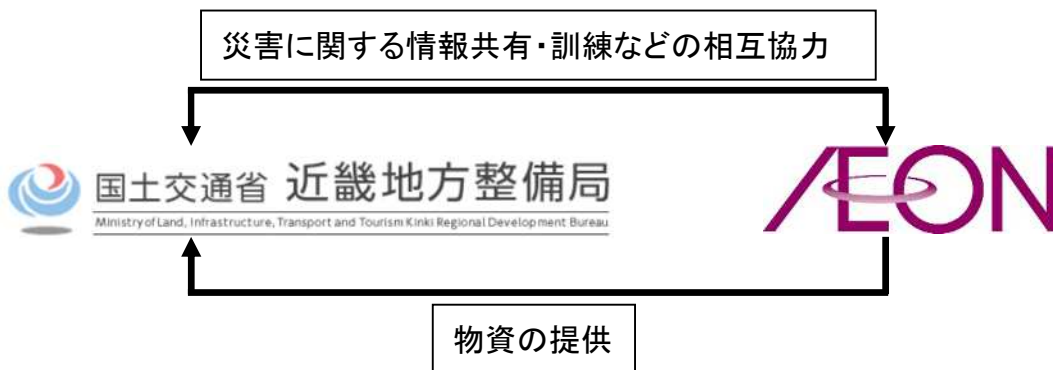 災害に関する情報共有・訓練などの相互協力
国土交通省 近畿地方整備局
Ministry of Land, Infrastructure, Transport and Tourism Kinki Regional Development Bureau
ÆON
物資の提供